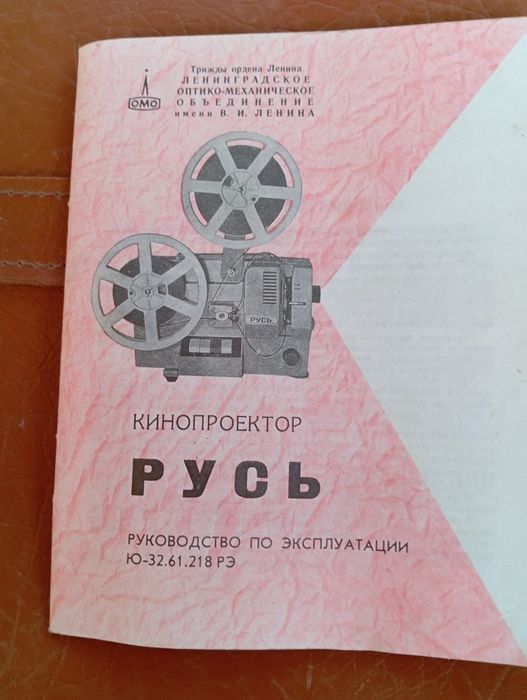 Трижды ордена Ленина
ЛЕНИНГРАДСКОЕ
ОПТИКО-МЕХАНИЧЕСКОЕ
ОБЪЕДИНЕНИЕ
имени В. И. ЛЕНИНА
ОМО
РУСЬ
КИНОПРОЕКТОР
РУСЬ
РУКОВОДСТВО ПО ЭКСПЛУАТАЦИИ
Ю-32.61.218 РЭ